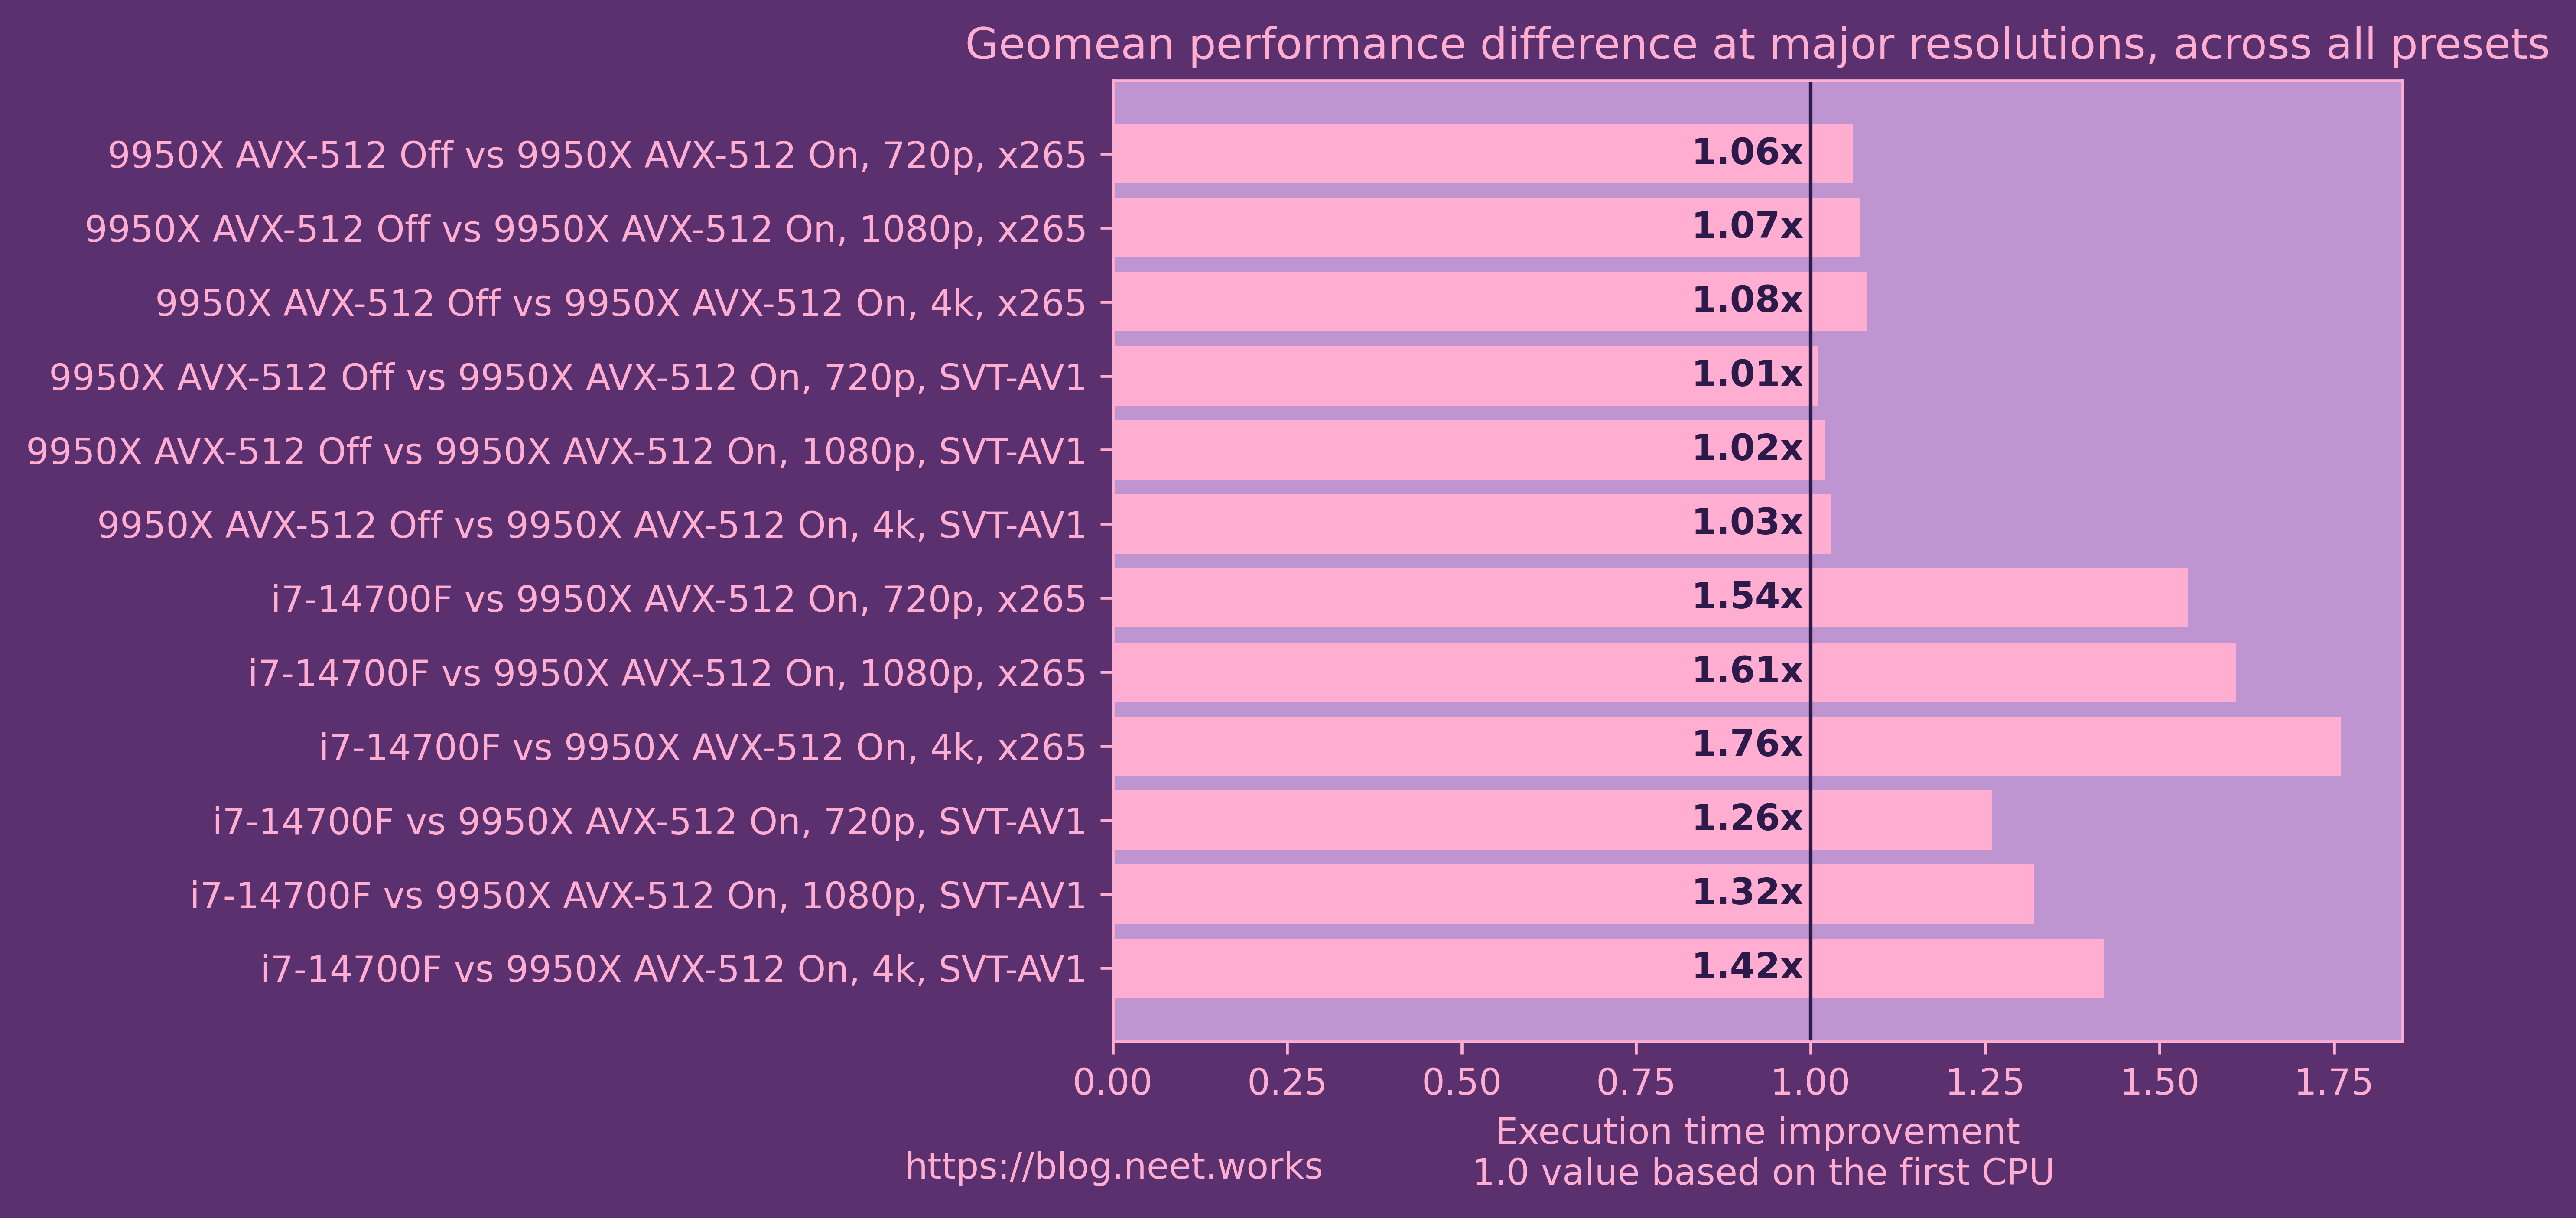 Geomean performance difference at major resolutions, across all presets
9950X AVX-512 Off vs 9950X AVX-512 On, 720p, x265
1.06x
9950X AVX-512 Off vs 9950X AVX-512 On, 1080p, x265
1.07x
9950X AVX-512 Off vs 9950X AVX-512 On, 4k, x265
1.08x
9950X AVX-512 Off vs 9950X AVX-512 On, 720p, SVT-AV1
1.01x
9950X AVX-512 Off vs 9950X AVX-512 On, 1080p, SVT-AV1
1.02x
9950X AVX-512 Off vs 9950X AVX-512 On, 4k, SVT-AV1
1.03x
i7-14700F vs 9950X AVX-512 On, 720p, x265
1.54x
i7-14700F vs 9950X AVX-512 On, 1080p, x265
1.61x
i7-14700F vs 9950X AVX-512 On, 4k, x265
1.76x
i7-14700F vs 9950X AVX-512 On, 720p, SVT-AV1
1.26x
i7-14700F vs 9950X AVX-512 On, 1080p, SVT-AV1
1.32x
i7-14700F vs 9950X AVX-512 On, 4k, SVT-AV1
1.42x
0.00 0.25 0.50 0.75 1.00 1.25 1.50 1.75
Execution time improvement
1.0 value based on the first CPU
https://blog.neet.works